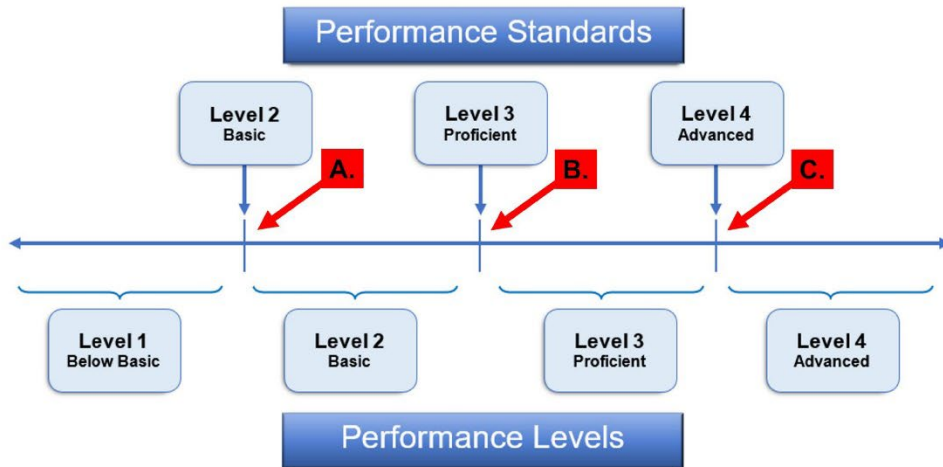 Performance Standards
Level 2
Basic
Level 3
Proficient
Level 4
Advanced
A.
B.
C.
Level 1
Below Basic
Level 2
Basic
Level 3
Proficient
Level 4
Advanced
Performance Levels